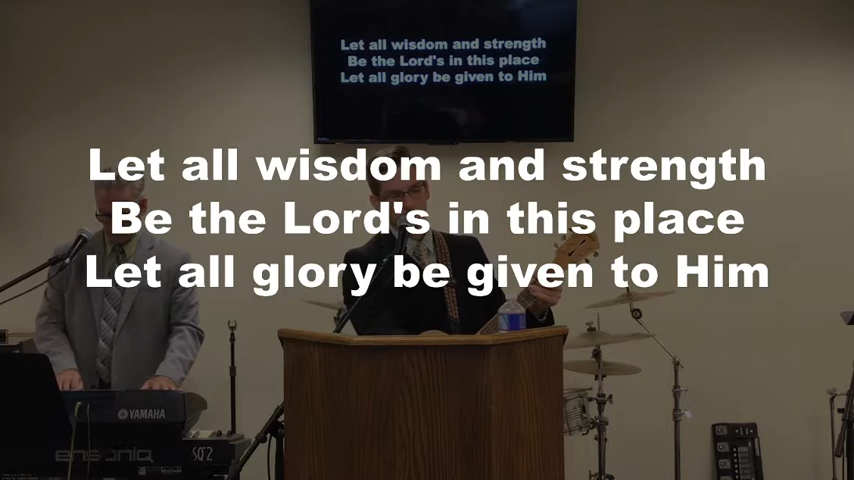 Let all wisdom and strength
Be the Lord's in this place
Let all glory be given to Him
Let all wisdom and strength
Be the Lord's in this place
Let all glory be given to Him
YAMAHA
ensoniq
SQ2